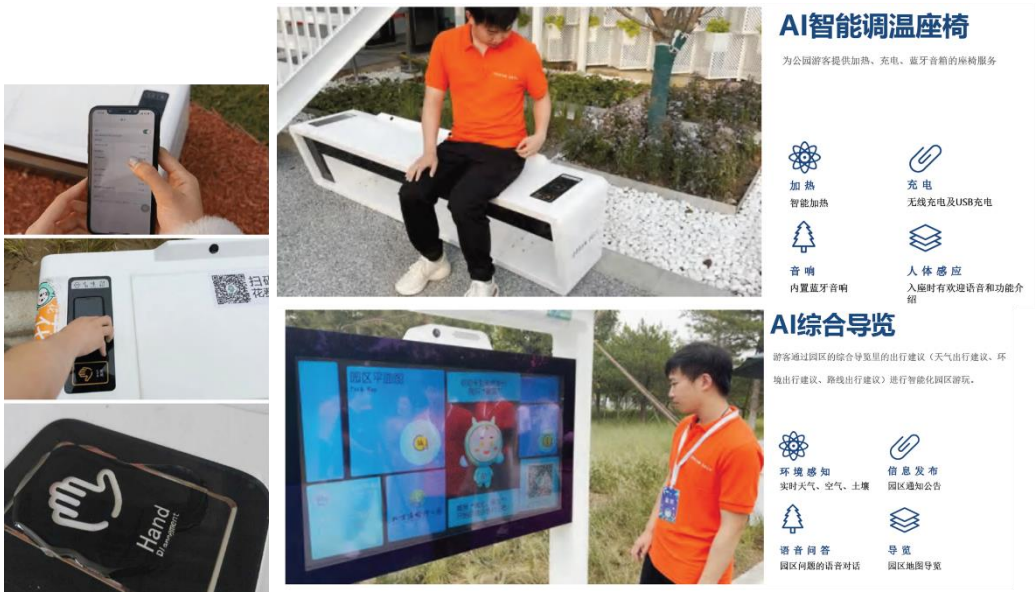 AI智能调温座椅
为公园游客提供加热、充电、蓝牙音箱的座椅服务
加热
智能加热
充电
无线充电及USB充电
音响
内置蓝牙音响
人体感应
入座时有欢迎语音和功能介
绍
AI综合导览
游客通过园区的综合导览里的出行建议（天气出行建议、环
境出行建议、路线出行建议）进行智能化园区游玩。
环境感知
实时天气、空气、土壤
信息发布
园区通知公告
语音问答
园区问题的语音对话
导览
园区地图导览
扫码
Hand
园区平面图